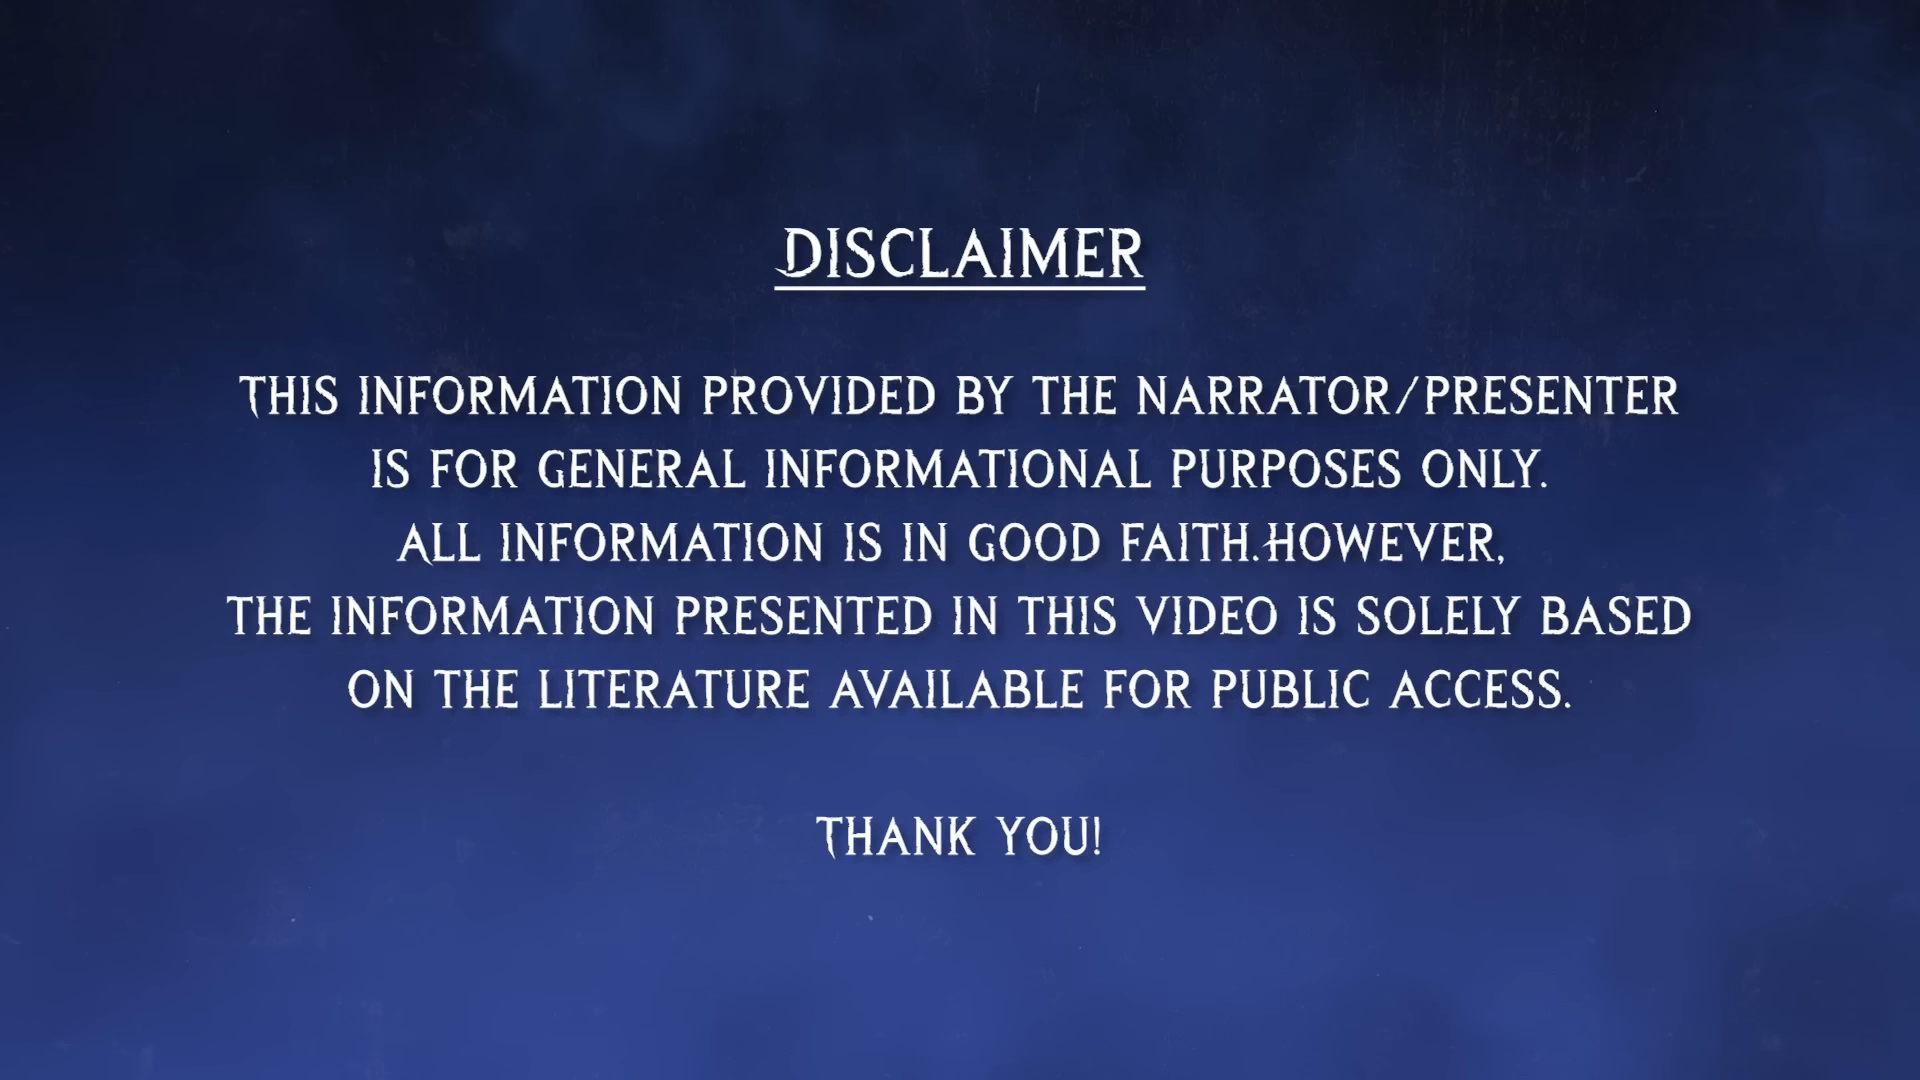 DISCLAIMER
THIS INFORMATION PROVIDED BY THE NARRATOR/PRESENTER
IS FOR GENERAL INFORMATIONAL PURPOSES ONLY.
ALL INFORMATION IS IN GOOD FAITH.HOWEVER,
THE INFORMATION PRESENTED IN THIS VIDEO IS SOLELY BASED
ON THE LITERATURE AVAILABLE FOR PUBLIC ACCESS.
THANK YOU!